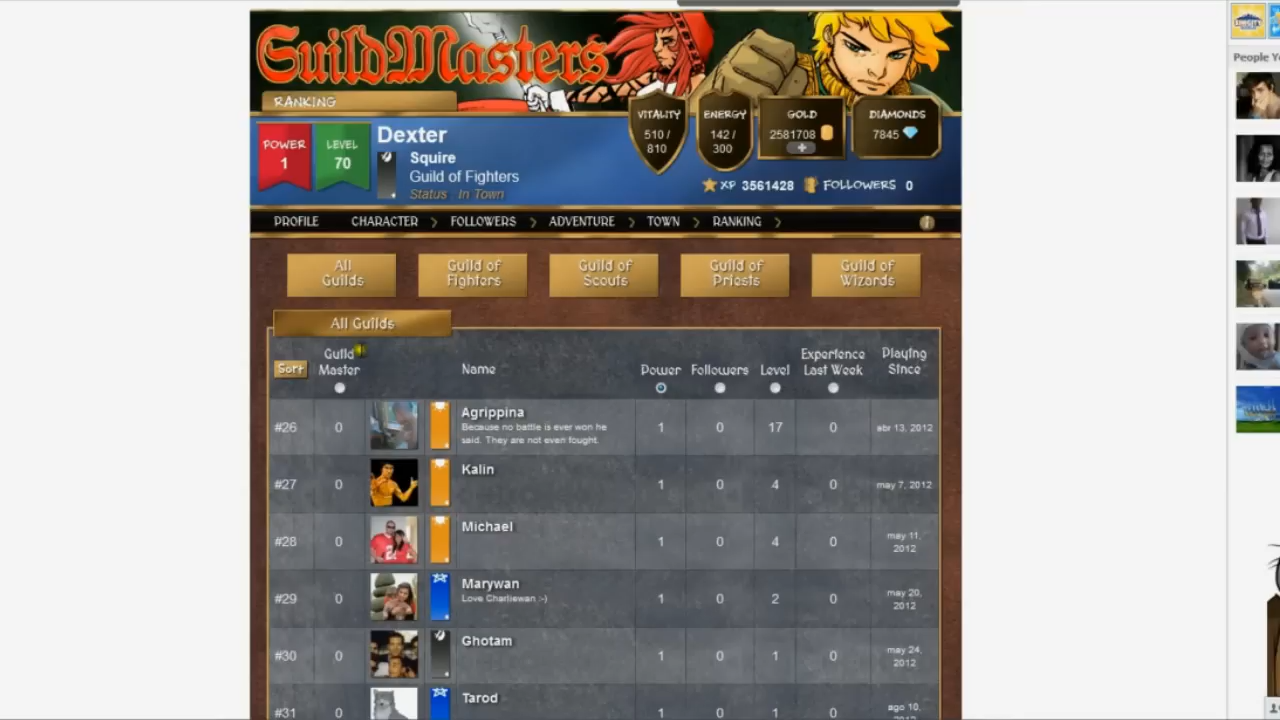 GuildMasters
RANKING
POWER
1
LEVEL
70
Dexter
Squire
Guild of Fighters
Status In Town
VITALITY
510 /
810
ENERGY
142 /
300
GOLD
2581708
DIAMONDS
7845
XP 3561428
FOLLOWERS 0
PROFILE CHARACTER FOLLOWERS ADVENTURE TOWN RANKING
All
Guilds
Guild of
Fighters
Guild of
Scouts
Guild of
Priests
Guild of
Wizards
All Guilds
Sort
Guild
Master
Name
Power
Followers
Level
Experience
Last Week
Playing
Since
#26 0 Agrippina 1 0 17 0 abr 13, 2012
Because no battle is ever won he
said. They are not even fought.
#27 0 Kalin 1 0 4 0 may 7, 2012
#28 0 Michael 1 0 4 0 may 11,
2012
#29 0 Marywan 1 0 2 0 may 20,
2012
Love Charliewan :-)
#30 0 Ghotam 1 0 1 0 may 24,
2012
#31 0 Tarod 1 0 1 0 ago 10,
People Y